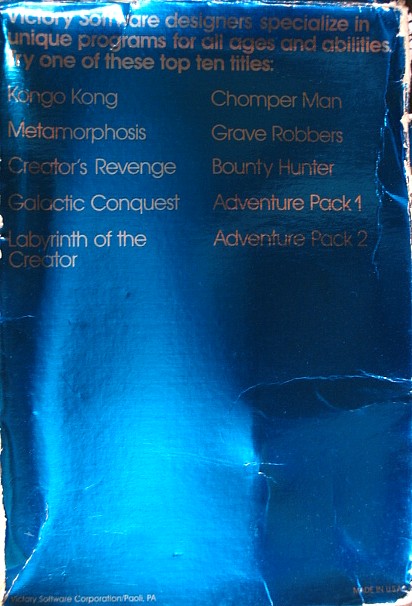 Victory Software designers specialize in
unique programs for all ages and abilities.
Try one of these top ten titles:
Kongo Kong
Metamorphosis
Creator's Revenge
Galactic Conquest
Labyrinth of the
Creator
Chomper Man
Grave Robbers
Bounty Hunter
Adventure Pack 1
Adventure Pack 2
Victory Software Corporation/Paoli, PA
MADE IN U.S.A.